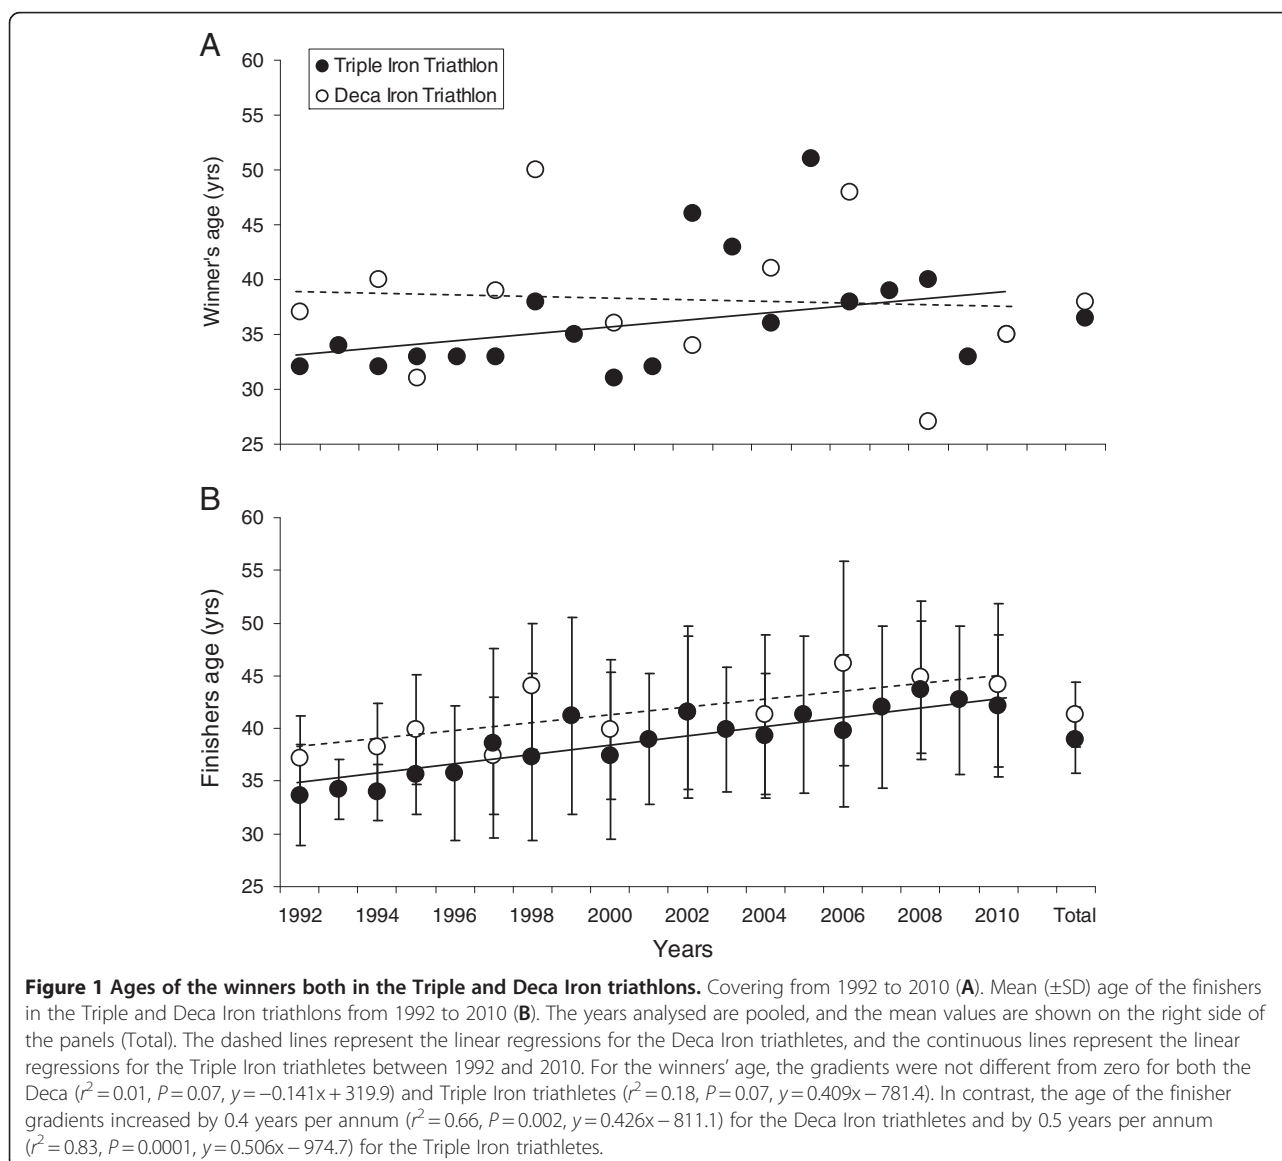 A
Triple Iron Triathlon
Deca Iron Triathlon
60
55
50
45
40
35
30
25
Winner's age (yrs)
B
60
55
50
45
40
35
30
25
Finishers age (yrs)
1992 1994 1996 1998 2000 2002 2004 2006 2008 2010 Total
Years
Figure 1 Ages of the winners both in the Triple and Deca Iron triathlons. Covering from 1992 to 2010 (A). Mean (±SD) age of the finishers
in the Triple and Deca Iron triathlons from 1992 to 2010 (B). The years analysed are pooled, and the mean values are shown on the right side of
the panels (Total). The dashed lines represent the linear regressions for the Deca Iron triathletes, and the continuous lines represent the linear
regressions for the Triple Iron triathletes between 1992 and 2010. For the winners' age, the gradients were not different from zero for both the
Deca (r² = 0.01, P = 0.07, y = −0.141x + 319.9) and Triple Iron triathletes (r² = 0.18, P = 0.07, y = 0.409x − 781.4). In contrast, the age of the finisher
gradients increased by 0.4 years per annum (r² = 0.66, P = 0.002, y = 0.426x − 811.1) for the Deca Iron triathletes and by 0.5 years per annum
(r² = 0.83, P = 0.0001, y = 0.506x − 974.7) for the Triple Iron triathletes.